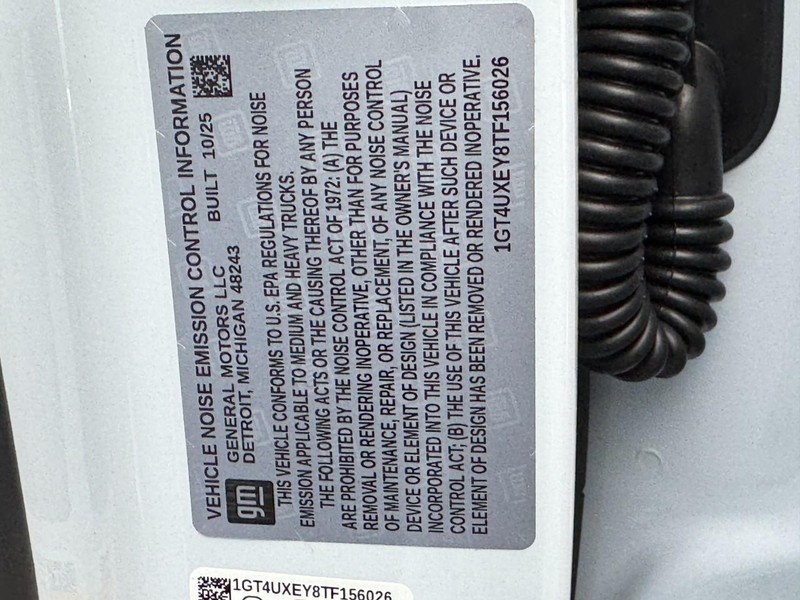 VEHICLE NOISE EMISSION CONTROL INFORMATION
gm
GENERAL MOTORS LLC
BUILT 10/25
DETROIT, MICHIGAN 48243
THIS VEHICLE CONFORMS TO U.S. EPA REGULATIONS FOR NOISE
EMISSION APPLICABLE TO MEDIUM AND HEAVY TRUCKS.
THE FOLLOWING ACTS OR THE CAUSING THEREOF BY ANY PERSON
ARE PROHIBITED BY THE NOISE CONTROL ACT OF 1972: (A) THE
REMOVAL OR RENDERING INOPERATIVE, OTHER THAN FOR PURPOSES
OF MAINTENANCE, REPAIR, OR REPLACEMENT, OF ANY NOISE CONTROL
DEVICE OR ELEMENT OF DESIGN (LISTED IN THE OWNER'S MANUAL)
INCORPORATED INTO THIS VEHICLE IN COMPLIANCE WITH THE NOISE
CONTROL ACT; (B) THE USE OF THIS VEHICLE AFTER SUCH DEVICE OR
ELEMENT OF DESIGN HAS BEEN REMOVED OR RENDERED INOPERATIVE.
1GT4UXEY8TF156026
1GT4UXEY8TF156026